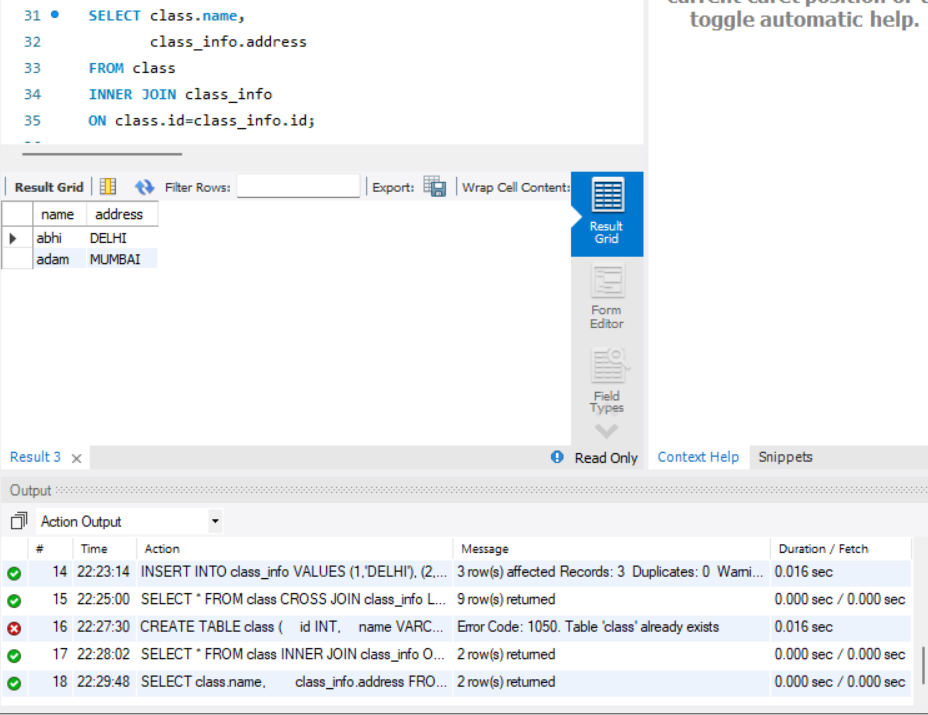 current caret position or t
toggle automatic help.
31 SELECT class.name,
32 class_info.address
33 FROM class
34 INNER JOIN class_info
35 ON class.id=class_info.id;
Result Grid Filter Rows: Export: Wrap Cell Content:
name address
abhi DELHI
adam MUMBAI
Result
Grid
Form
Editor
Field
Types
Result 3 Read Only Context Help Snippets
Output
Action Output
# Time Action Message Duration / Fetch
14 22:23:14 INSERT INTO class_info VALUES (1,'DELHI'), (2,... 3 row(s) affected Records: 3 Duplicates: 0 Warni... 0.016 sec
15 22:25:00 SELECT * FROM class CROSS JOIN class_info L... 9 row(s) returned 0.000 sec / 0.000 sec
16 22:27:30 CREATE TABLE class ( id INT, name VARC... Error Code: 1050. Table 'class' already exists 0.016 sec
17 22:28:02 SELECT * FROM class INNER JOIN class_info O... 2 row(s) returned 0.000 sec / 0.000 sec
18 22:29:48 SELECT class.name, class_info.address FRO... 2 row(s) returned 0.000 sec / 0.000 sec